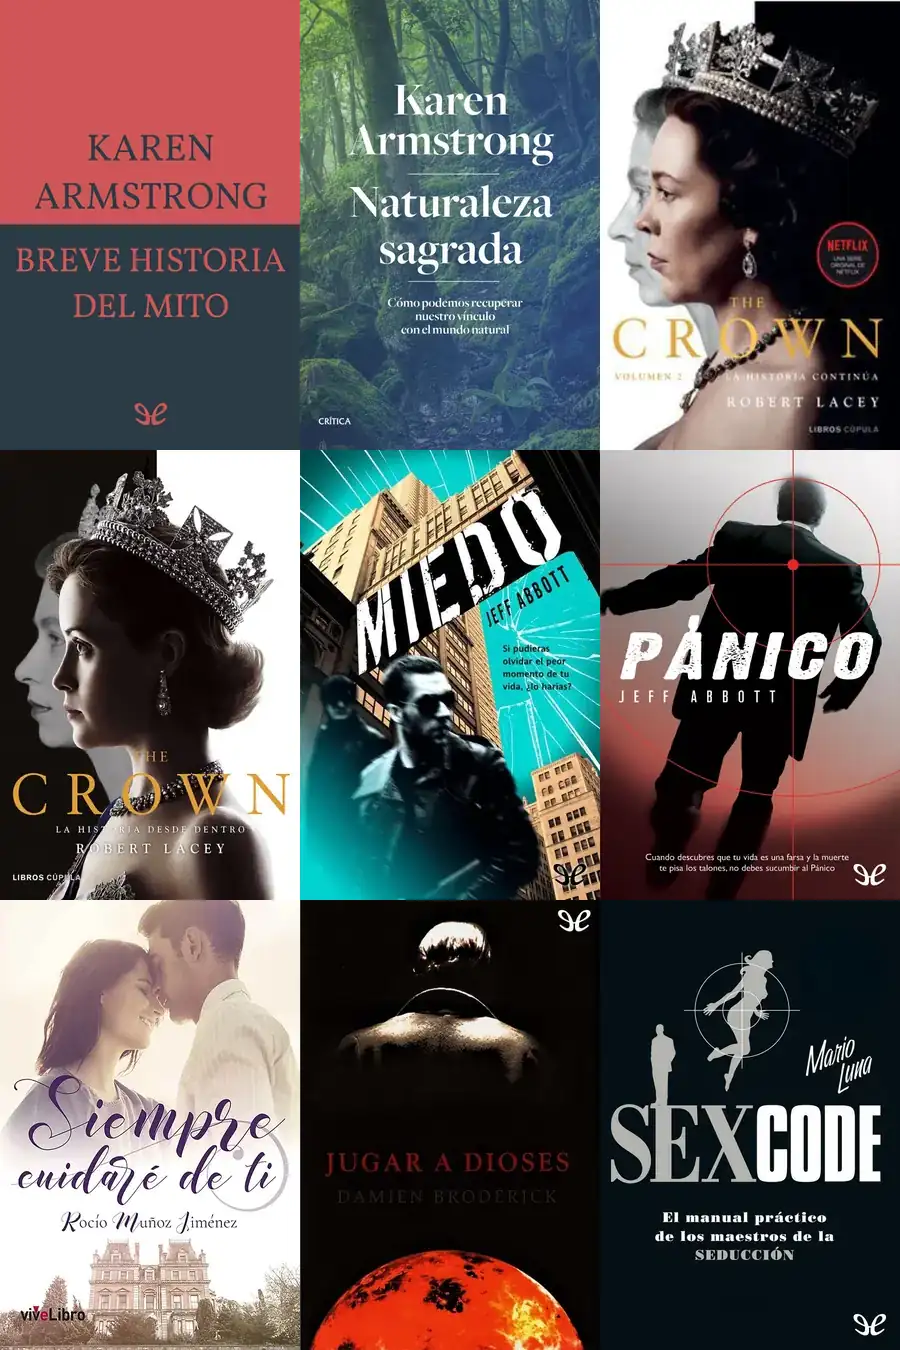 KAREN
ARMSTRONG
BREVE HISTORIA
DEL MITO
Karen
Armstrong
Naturaleza
sagrada
Cómo podemos recuperar
nuestro vínculo
con el mundo natural
CRÍTICA
NETFLIX
UNA SERIE
ORIGINAL DE
NETFLIX
THE
CROWN
VOLUMEN 2 LA HISTORIA CONTINÚA
ROBERT LACEY
LIBROS CÚPULA
THE
CROWN
LA HISTORIA DESDE DENTRO
ROBERT LACEY
LIBROS CÚPULA
MIEDO
JEFF ABBOTT
Si pudieras
olvidar el peor
momento de tu
vida, ¿lo harías?
PÁNICO
JEFF ABBOTT
Cuando descubres que tu vida es una farsa y la muerte
te pisa los talones, no debes sucumbir al Pánico
Siempre
cuidaré de ti
Rocío Muñoz Jiménez
viveLibro
JUGAR A DIOSES
DAMIEN BRODERICK
Mario
Luna
SEXCODE
El manual práctico
de los maestros de la
SEDUCCIÓN